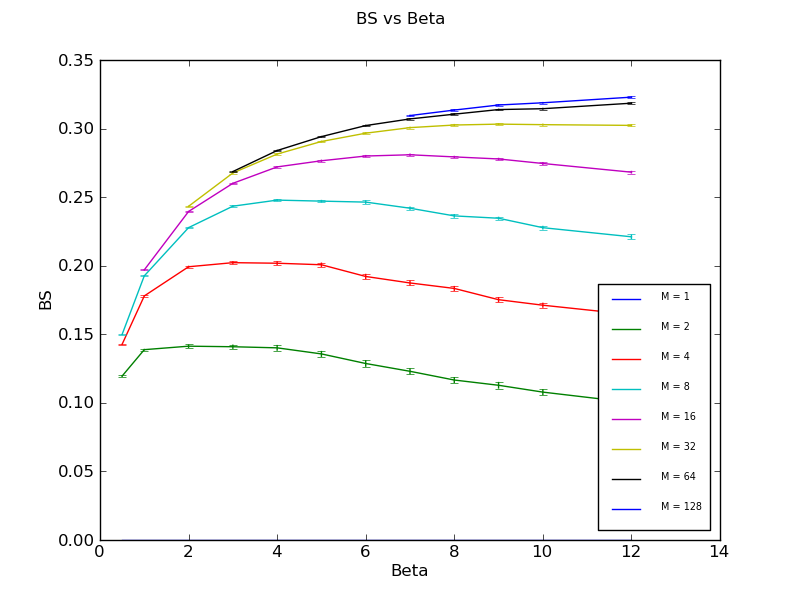 BS vs Beta
0.35
0.30
0.25
0.20
0.15
0.10
0.05
0.00
BS
M = 1
M = 2
M = 4
M = 8
M = 16
M = 32
M = 64
M = 128
0 2 4 6 8 10 12 14
Beta